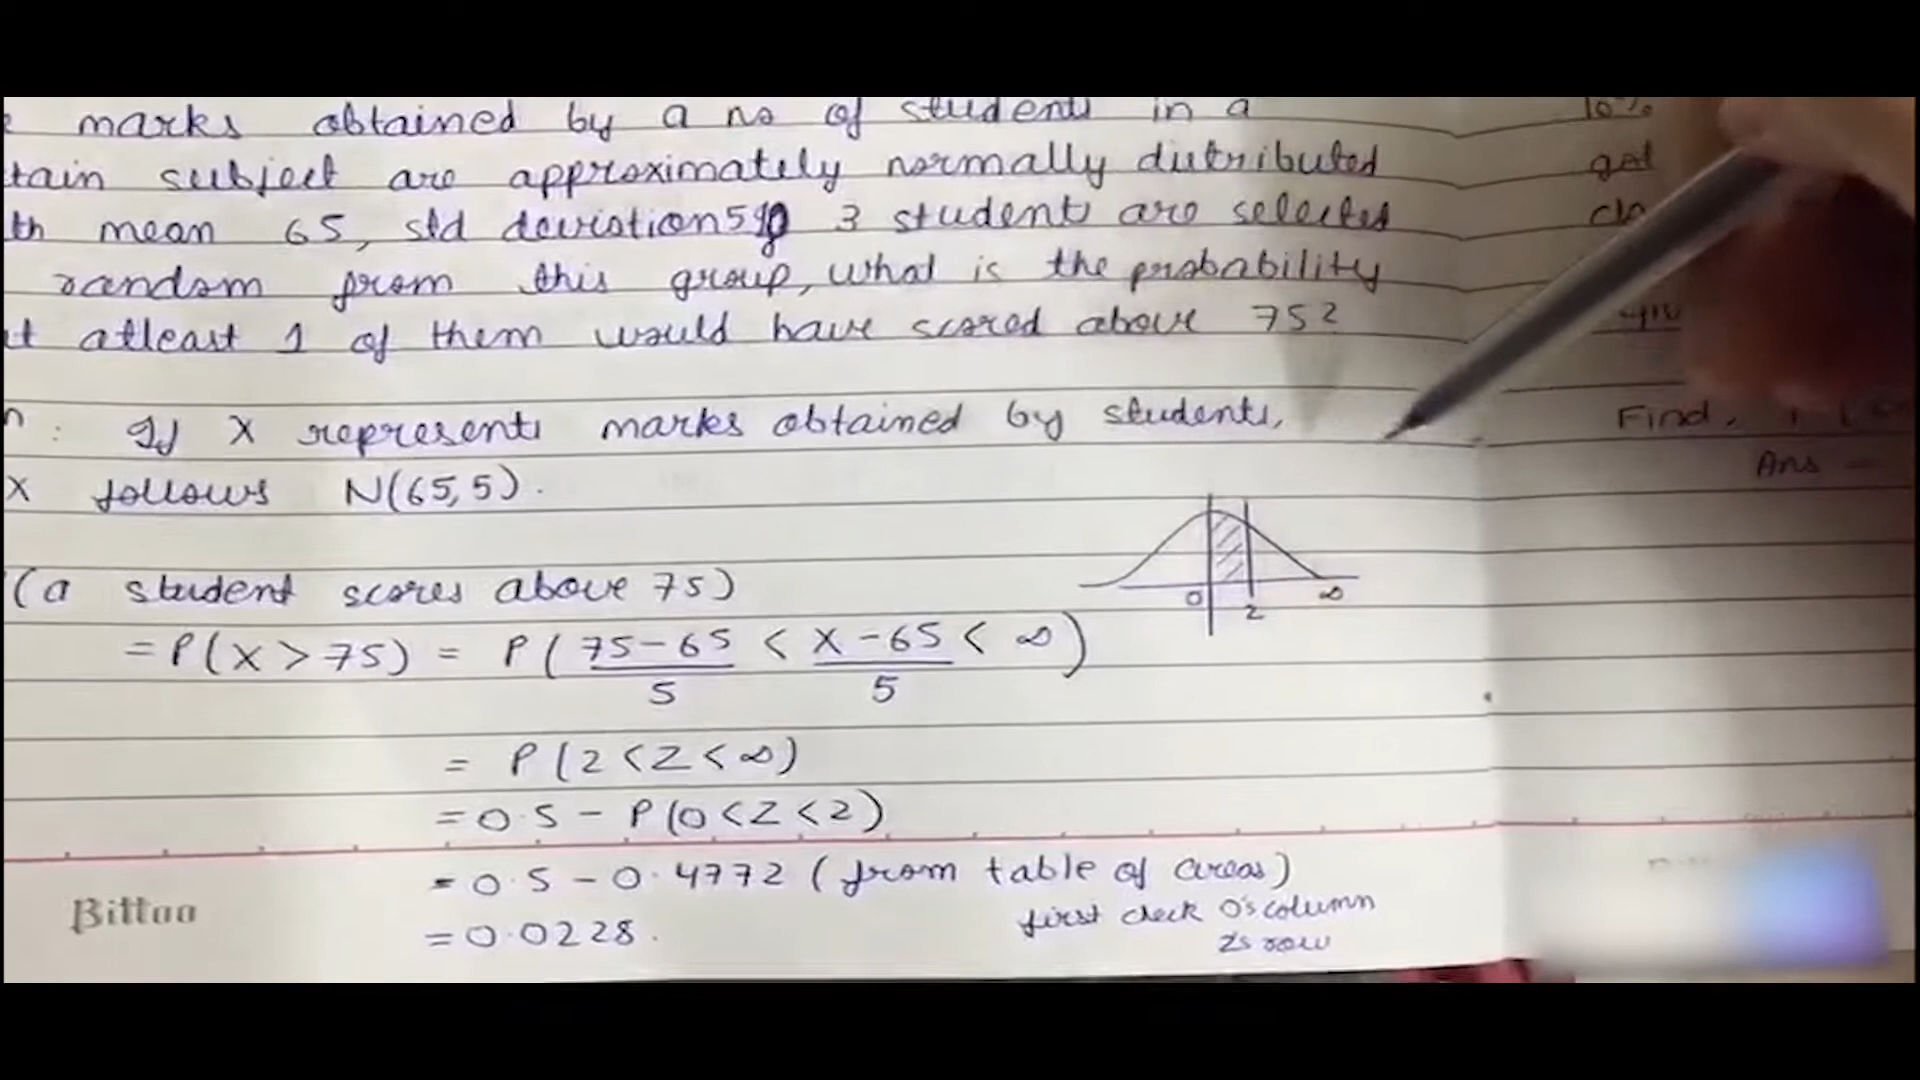 marks obtained by a no of students in a
tain subject are approximately normally distributed
th mean 65, std deviation 5 3 students are selected
random from this group, what is the probability
at atleast 1 of them would have scored above 75?
n: If X represents marks obtained by students,
X follows N(65,5).
(a student scores above 75)
= P(X > 75) = P( 75-65/5 < X-65/5 < ∞ )
= P(2 < Z < ∞)
= 0.5 - P(0 < Z < 2)
= 0.5 - 0.4772 (from table of areas)
= 0.0228.
first check 0's column
2's row
0 2 ∞
Bittoo
10%
Find,
Ans =